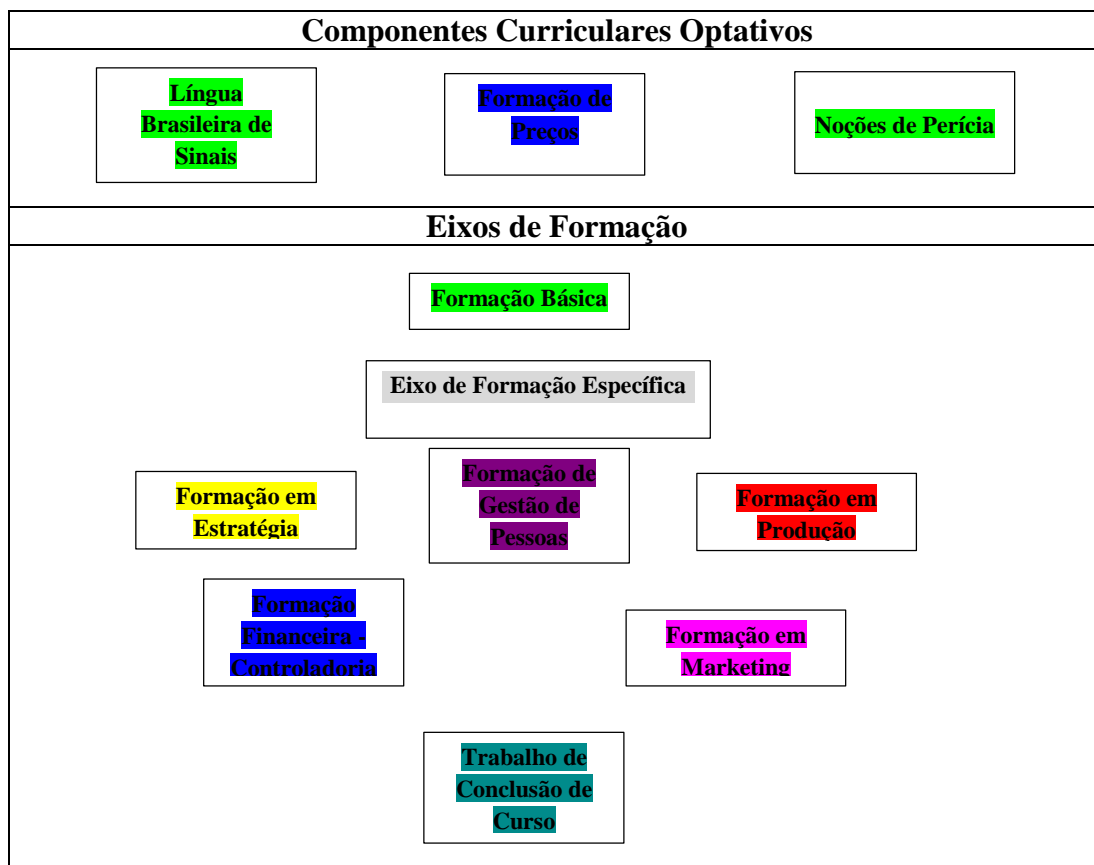 Componentes Curriculares Optativos
Língua
Brasileira de
Sinais
Formação de
Preços
Noções de Perícia
Eixos de Formação
Formação Básica
Eixo de Formação Específica
Formação em
Estratégia
Formação de
Gestão de
Pessoas
Formação em
Produção
Formação
Financeira -
Controladoria
Formação em
Marketing
Trabalho de
Conclusão de
Curso